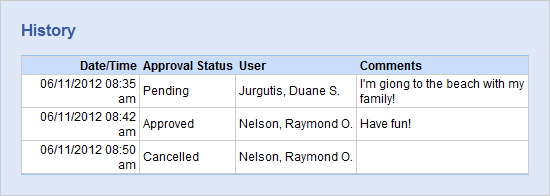 History
Date/Time Approval Status User Comments
06/11/2012 08:35 am Pending Jurgutis, Duane S. I'm giong to the beach with my family!
06/11/2012 08:42 am Approved Nelson, Raymond O. Have fun!
06/11/2012 08:50 am Cancelled Nelson, Raymond O.